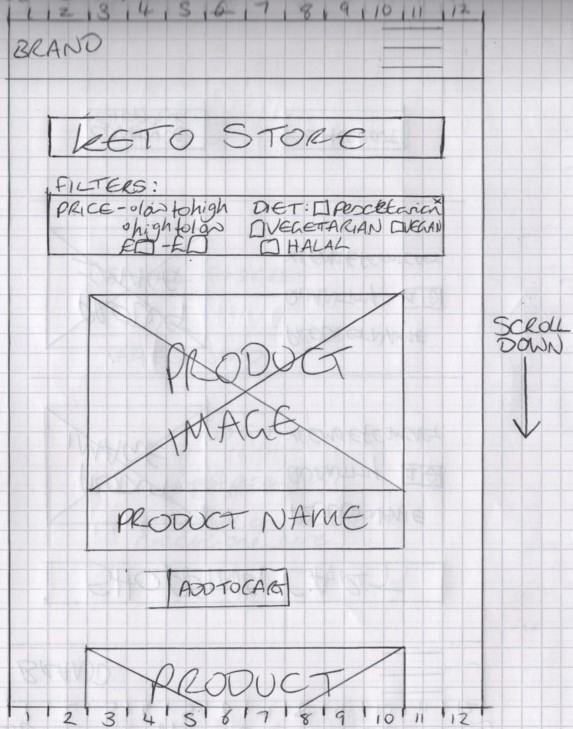 1 2 3 4 5 6 7 8 9 10 11 12
BRAND
KETO STORE
FILTERS:
PRICE - o low to high DIET: □ Pescetarian x
o high to low □ VEGETARIAN □ VEGAN
£□ - £□ □ HALAL
PRODUCT
IMAGE
SCROLL
DOWN
PRODUCT NAME
ADD TO CART
PRODUCT
1 2 3 4 5 6 7 8 9 10 11 12